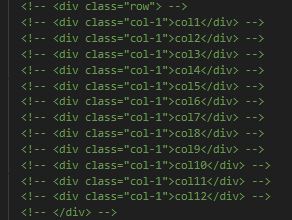 <!-- <div class="row"> -->
<!-- <div class="col-1">col1</div> -->
<!-- <div class="col-1">col2</div> -->
<!-- <div class="col-1">col3</div> -->
<!-- <div class="col-1">col4</div> -->
<!-- <div class="col-1">col5</div> -->
<!-- <div class="col-1">col6</div> -->
<!-- <div class="col-1">col7</div> -->
<!-- <div class="col-1">col8</div> -->
<!-- <div class="col-1">col9</div> -->
<!-- <div class="col-1">col10</div> -->
<!-- <div class="col-1">col11</div> -->
<!-- <div class="col-1">col12</div> -->
<!-- </div> -->